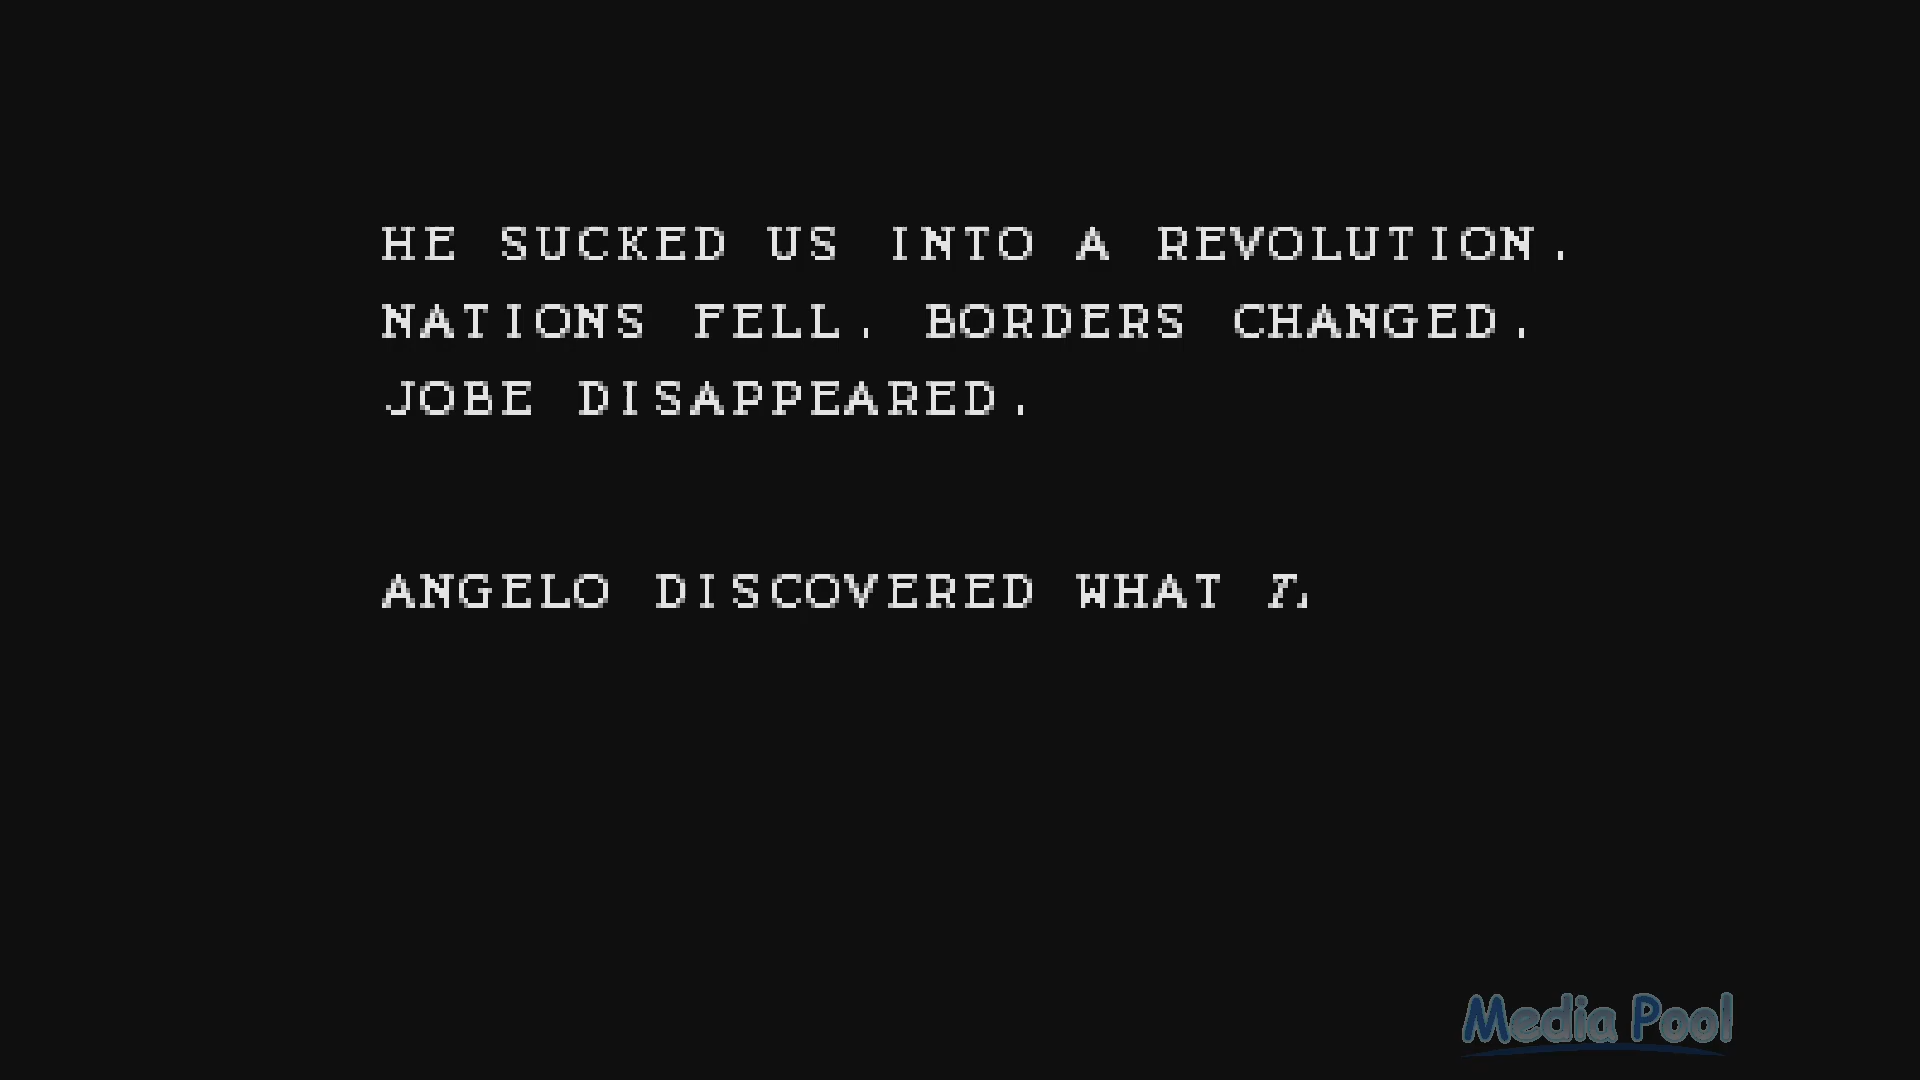 HE SUCKED US INTO A REVOLUTION.
NATIONS FELL. BORDERS CHANGED.
JOBE DISAPPEARED.
ANGELO DISCOVERED WHAT
Media Pool